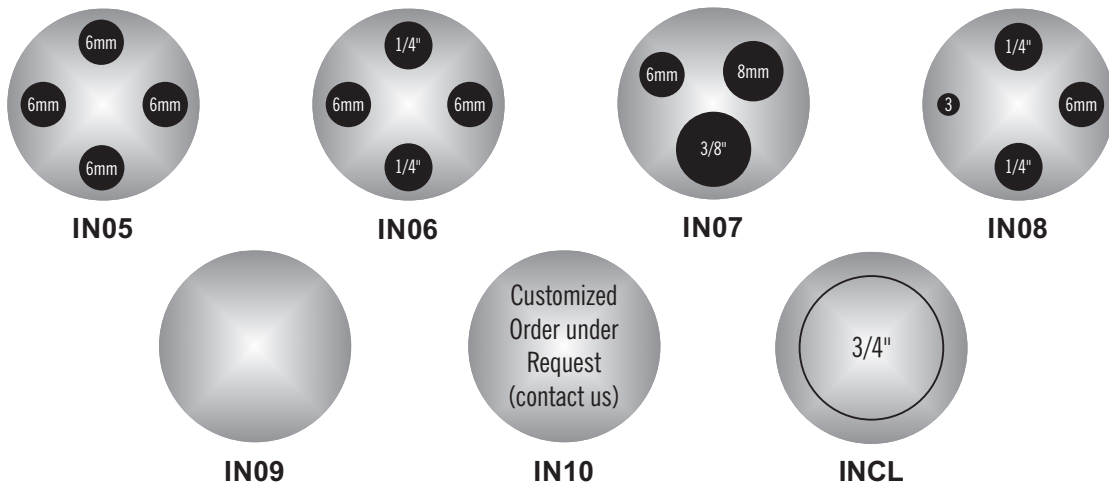 6mm
6mm 6mm
6mm
IN05
1/4"
6mm 6mm
1/4"
IN06
6mm 8mm
3/8"
IN07
1/4"
3 6mm
1/4"
IN08
IN09
Customized
Order under
Request
(contact us)
IN10
3/4"
INCL